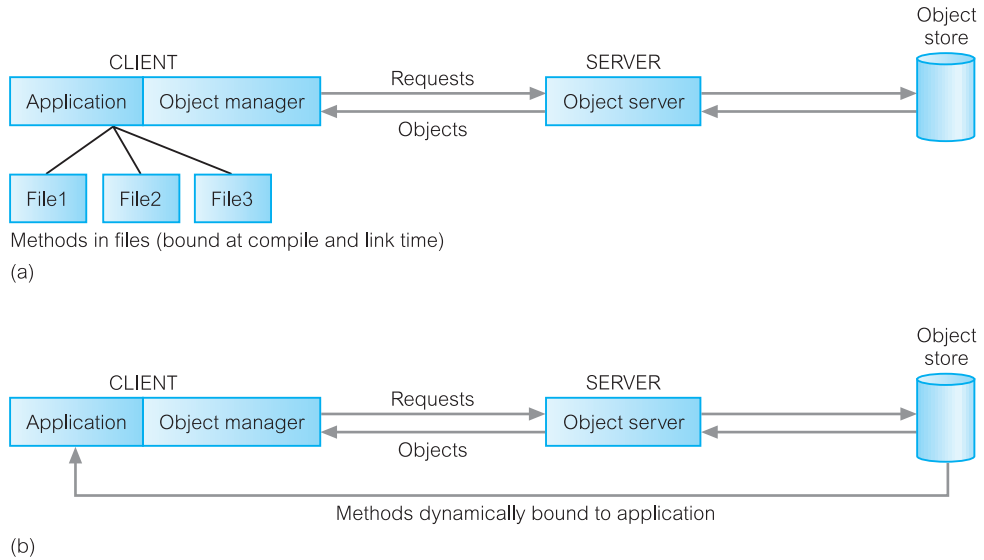 Object
store
CLIENT
SERVER
Requests
Application
Object manager
Object server
Objects
File1
File2
File3
Methods in files (bound at compile and link time)
(a)
Object
store
CLIENT
SERVER
Requests
Application
Object manager
Object server
Objects
Methods dynamically bound to application
(b)